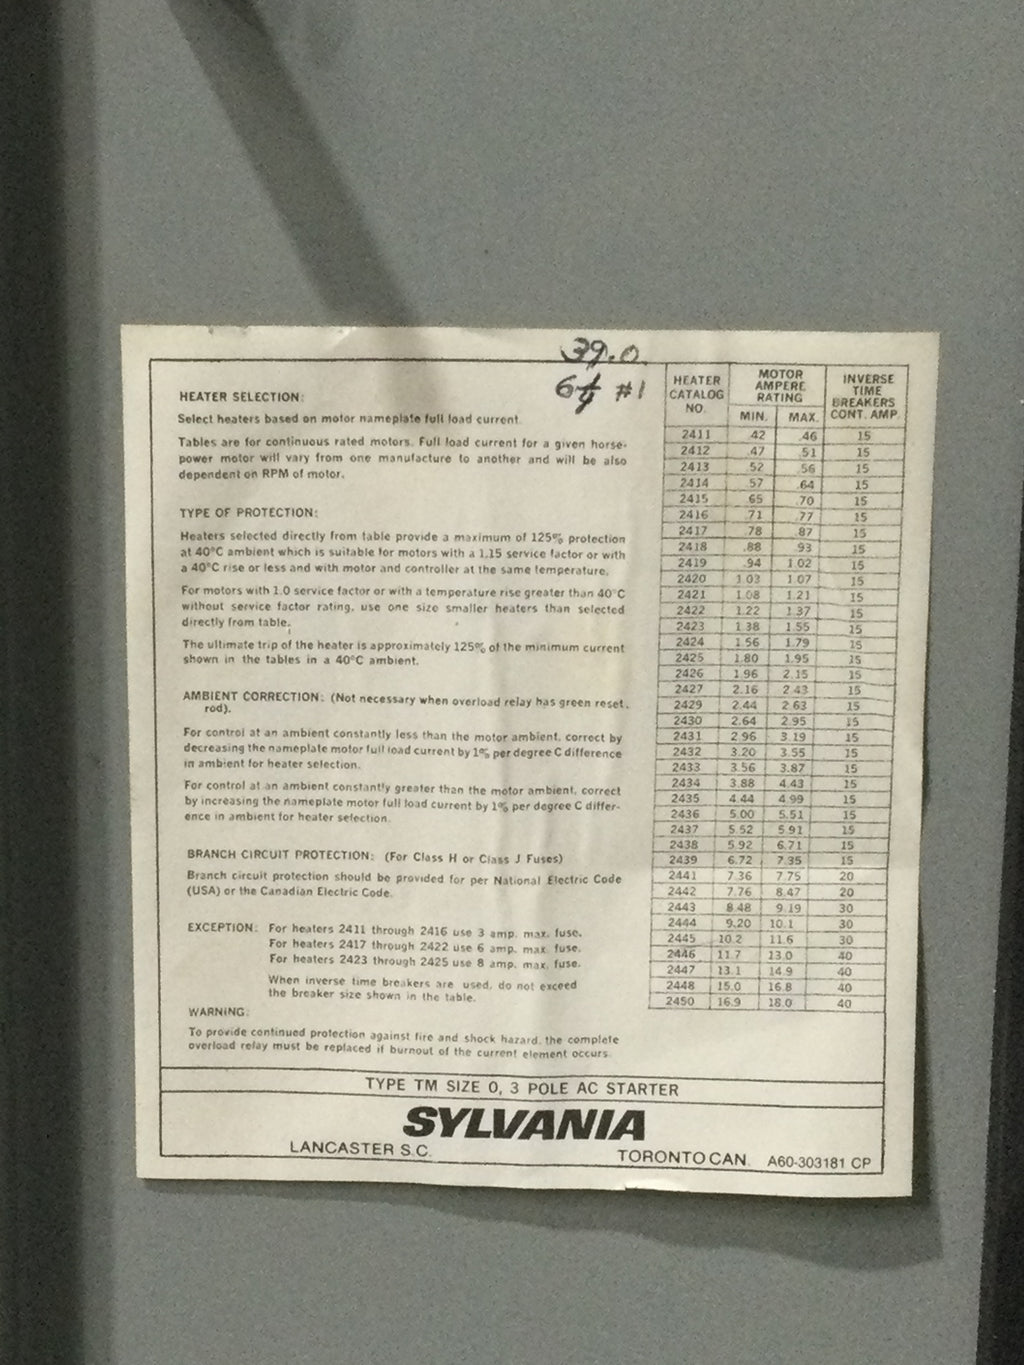 39.0
#1
HEATER SELECTION:
Select heaters based on motor nameplate full load current.
Tables are for continuous rated motors. Full load current for a given horse-
power motor will vary from one manufacture to another and will be also
dependent on RPM of motor.
TYPE OF PROTECTION:
Heaters selected directly from table provide a maximum of 125% protection
at 40°C ambient which is suitable for motors with a 1.15 service factor or with
a 40°C rise or less and with motor and controller at the same temperature.
For motors with 1.0 service factor or with a temperature rise greater than 40°C
without service factor rating, use one size smaller heaters than selected
directly from table.
The ultimate trip of the heater is approximately 125% of the minimum current
shown in the tables in a 40°C ambient.
AMBIENT CORRECTION: (Not necessary when overload relay has green reset
rod).
For control at an ambient constantly less than the motor ambient, correct by
decreasing the nameplate motor full load current by 1% per degree C difference
in ambient for heater selection.
For control at an ambient constantly greater than the motor ambient, correct
by increasing the nameplate motor full load current by 1% per degree C differ-
ence in ambient for heater selection.
BRANCH CIRCUIT PROTECTION: (For Class H or Class J Fuses)
Branch circuit protection should be provided for per National Electric Code
(USA) or the Canadian Electric Code.
EXCEPTION: For heaters 2411 through 2416 use 3 amp. max. fuse.
For heaters 2417 through 2422 use 6 amp. max. fuse.
For heaters 2423 through 2425 use 8 amp. max. fuse.
When inverse time breakers are used, do not exceed
the breaker size shown in the table.
WARNING:
To provide continued protection against fire and shock hazard, the complete
overload relay must be replaced if burnout of the current element occurs.
HEATER CATALOG NO. MOTOR AMPERE RATING INVERSE TIME BREAKERS CONT. AMP.
MIN. MAX.
2411 .42 .46 15
2412 .47 .51 15
2413 .52 .56 15
2414 .57 .64 15
2415 .65 .70 15
2416 .71 .77 15
2417 .78 .87 15
2418 .88 .93 15
2419 .94 1.02 15
2420 1.03 1.07 15
2421 1.08 1.21 15
2422 1.22 1.37 15
2423 1.38 1.55 15
2424 1.56 1.79 15
2425 1.80 1.95 15
2426 1.96 2.15 15
2427 2.16 2.43 15
2429 2.44 2.63 15
2430 2.64 2.95 15
2431 2.96 3.19 15
2432 3.20 3.55 15
2433 3.56 3.87 15
2434 3.88 4.43 15
2435 4.44 4.99 15
2436 5.00 5.51 15
2437 5.52 5.91 15
2438 5.92 6.71 15
2439 6.72 7.35 15
2441 7.36 7.75 20
2442 7.76 8.47 20
2443 8.48 9.19 30
2444 9.20 10.1 30
2445 10.2 11.6 30
2446 11.7 13.0 40
2447 13.1 14.9 40
2448 15.0 16.8 40
2450 16.9 18.0 40
TYPE TM SIZE 0, 3 POLE AC STARTER
SYLVANIA
LANCASTER S.C. TORONTO CAN. A60-303181 CP